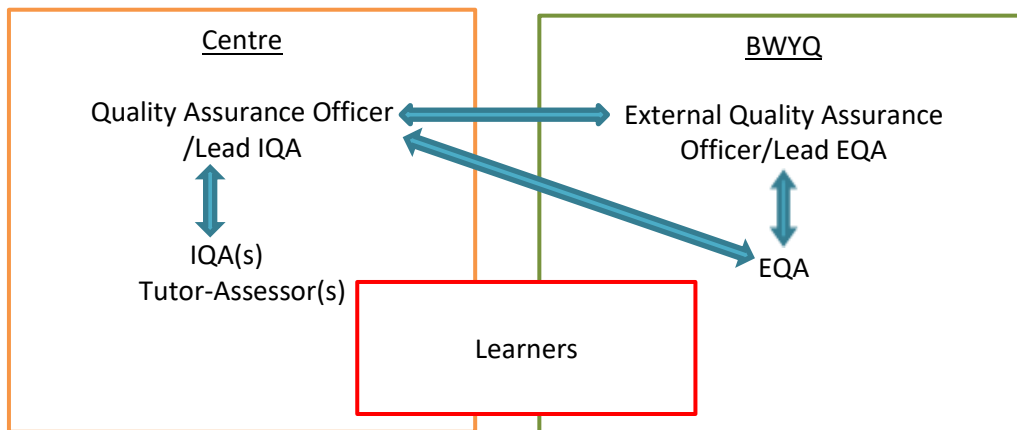 Centre
Quality Assurance Officer
/Lead IQA
IQA(s)
Tutor-Assessor(s)
BWYQ
External Quality Assurance
Officer/Lead EQA
EQA
Learners